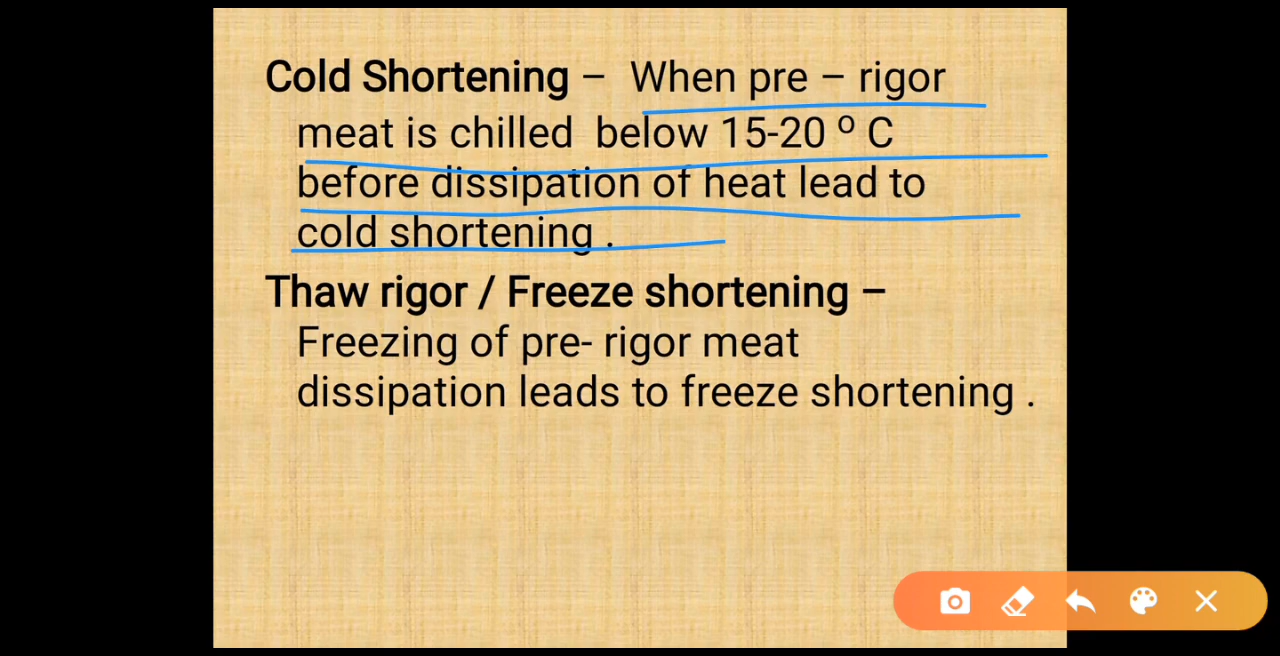 Cold Shortening – When pre – rigor
meat is chilled below 15-20 º C
before dissipation of heat lead to
cold shortening .
Thaw rigor / Freeze shortening –
Freezing of pre- rigor meat
dissipation leads to freeze shortening .